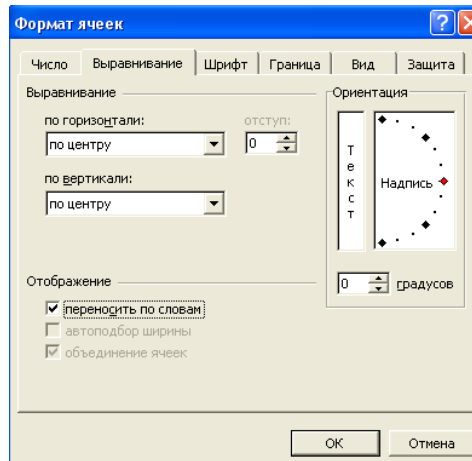 Формат ячеек
Число Выравнивание Шрифт Граница Вид Защита
Выравнивание
по горизонтали:
отступ:
по центру
0
по вертикали:
по центру
Ориентация
Текст
Надпись
0 градусов
Отображение
переносить по словам
автоподбор ширины
объединение ячеек
ОК Отмена